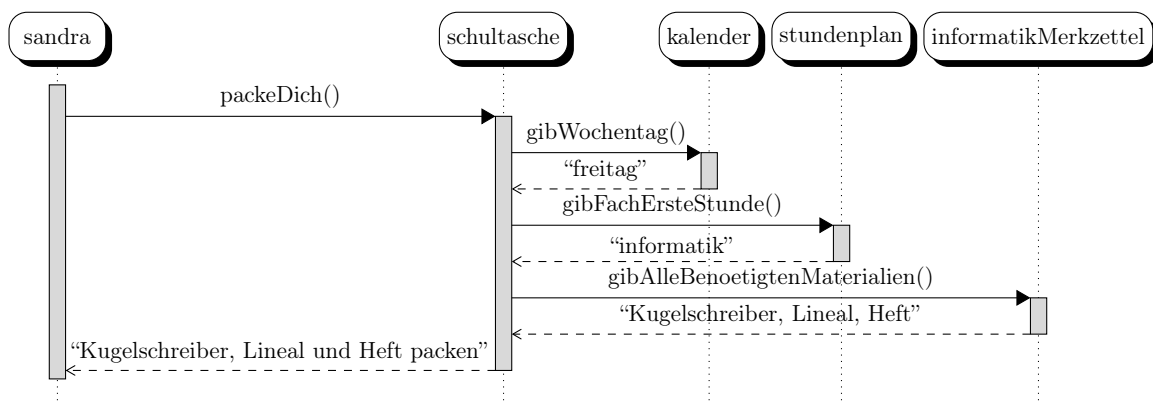 sandra
schultasche
kalender
stundenplan
informatikMerkzettel
packeDich()
gibWochentag()
“freitag”
gibFachErsteStunde()
“informatik”
gibAlleBenoetigtenMaterialien()
“Kugelschreiber, Lineal, Heft”
“Kugelschreiber, Lineal und Heft packen”